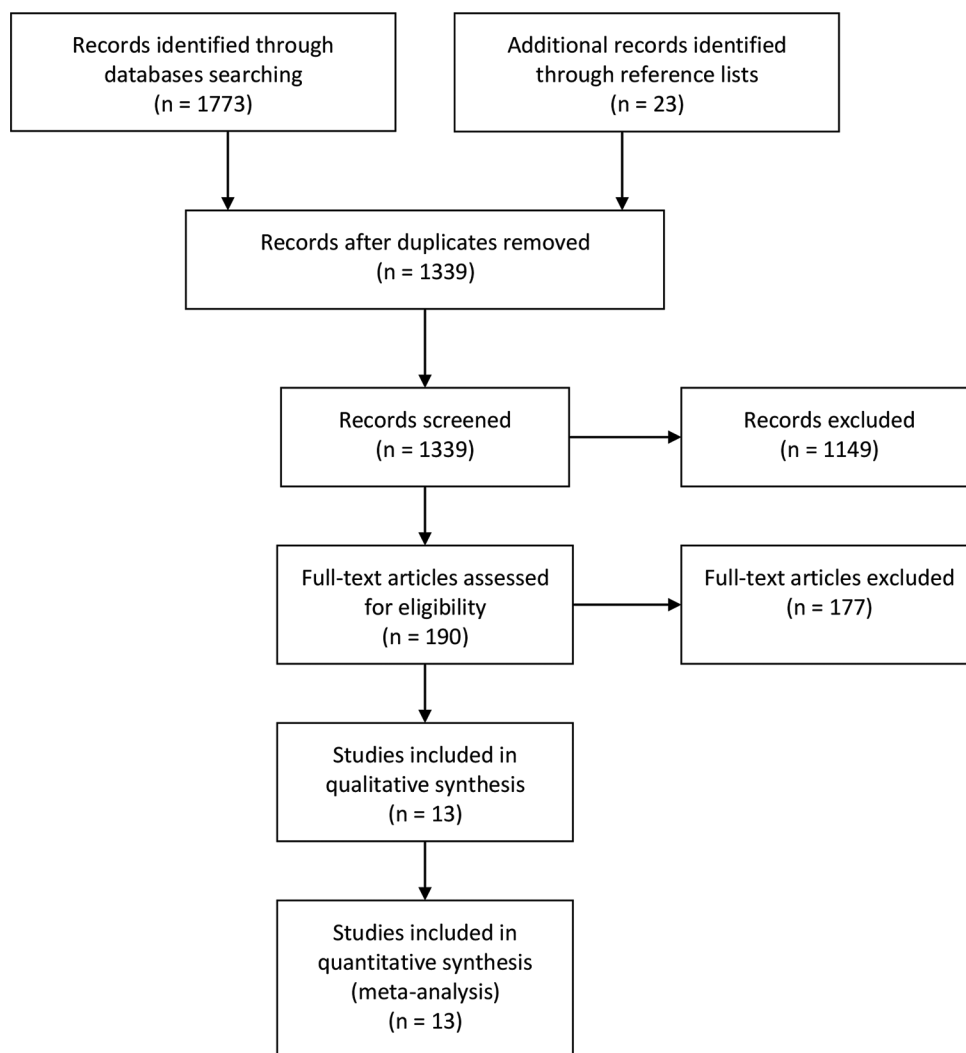 Records identified through
databases searching
(n = 1773)
Additional records identified
through reference lists
(n = 23)
Records after duplicates removed
(n = 1339)
Records screened
(n = 1339)
Records excluded
(n = 1149)
Full-text articles assessed
for eligibility
(n = 190)
Full-text articles excluded
(n = 177)
Studies included in
qualitative synthesis
(n = 13)
Studies included in
quantitative synthesis
(meta-analysis)
(n = 13)